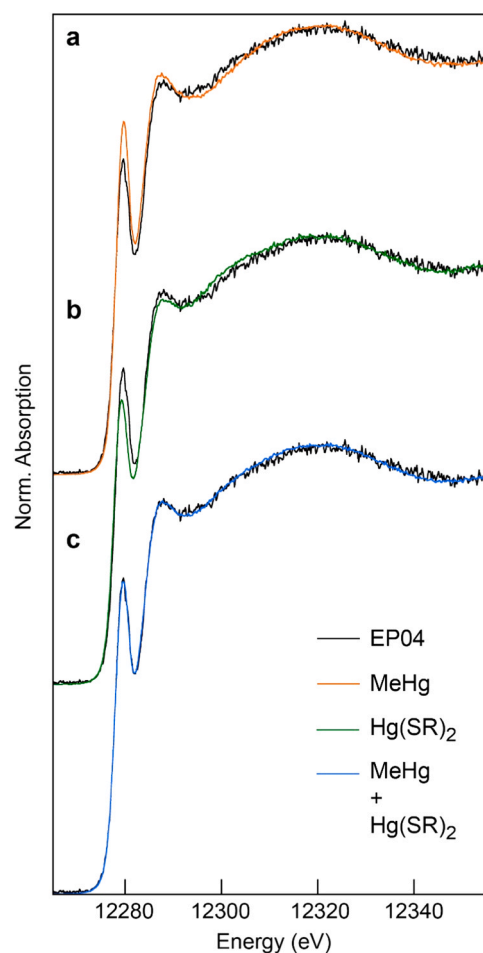 a
b
c
Norm. Absorption
EP04
MeHg
Hg(SR)2
MeHg
+
Hg(SR)2
12280 12300 12320 12340
Energy (eV)